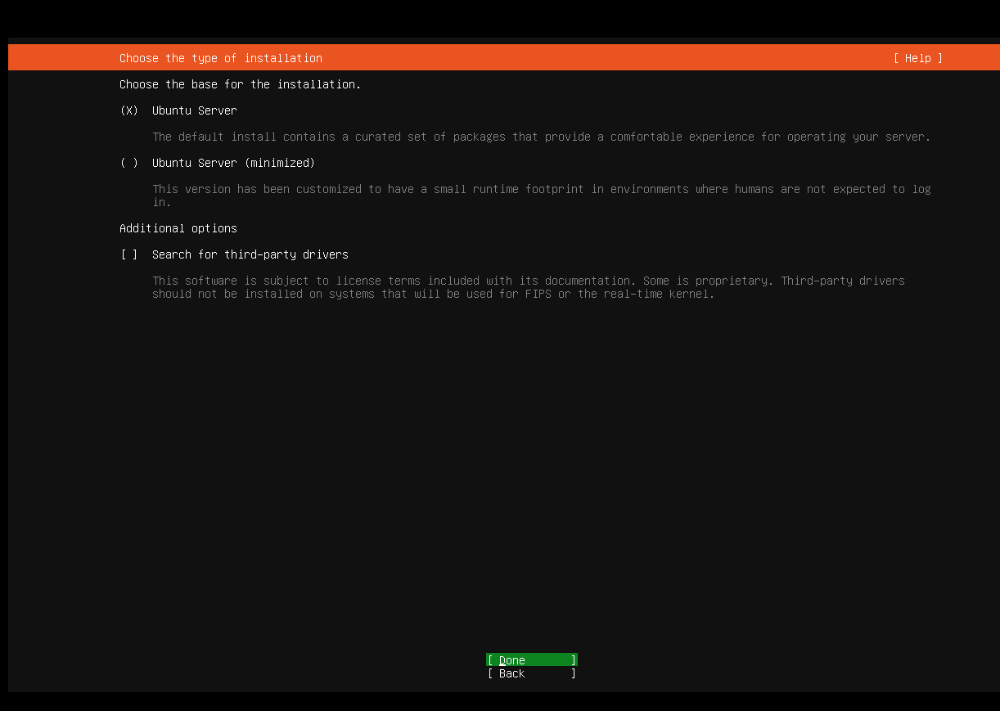 Choose the type of installation [ Help ]
Choose the base for the installation.
(X) Ubuntu Server
The default install contains a curated set of packages that provide a comfortable experience for operating your server.
( ) Ubuntu Server (minimized)
This version has been customized to have a small runtime footprint in environments where humans are not expected to log
in.
Additional options
[ ] Search for third-party drivers
This software is subject to license terms included with its documentation. Some is proprietary. Third-party drivers
should not be installed on systems that will be used for FIPS or the real-time kernel.
[ Done ]
[ Back ]